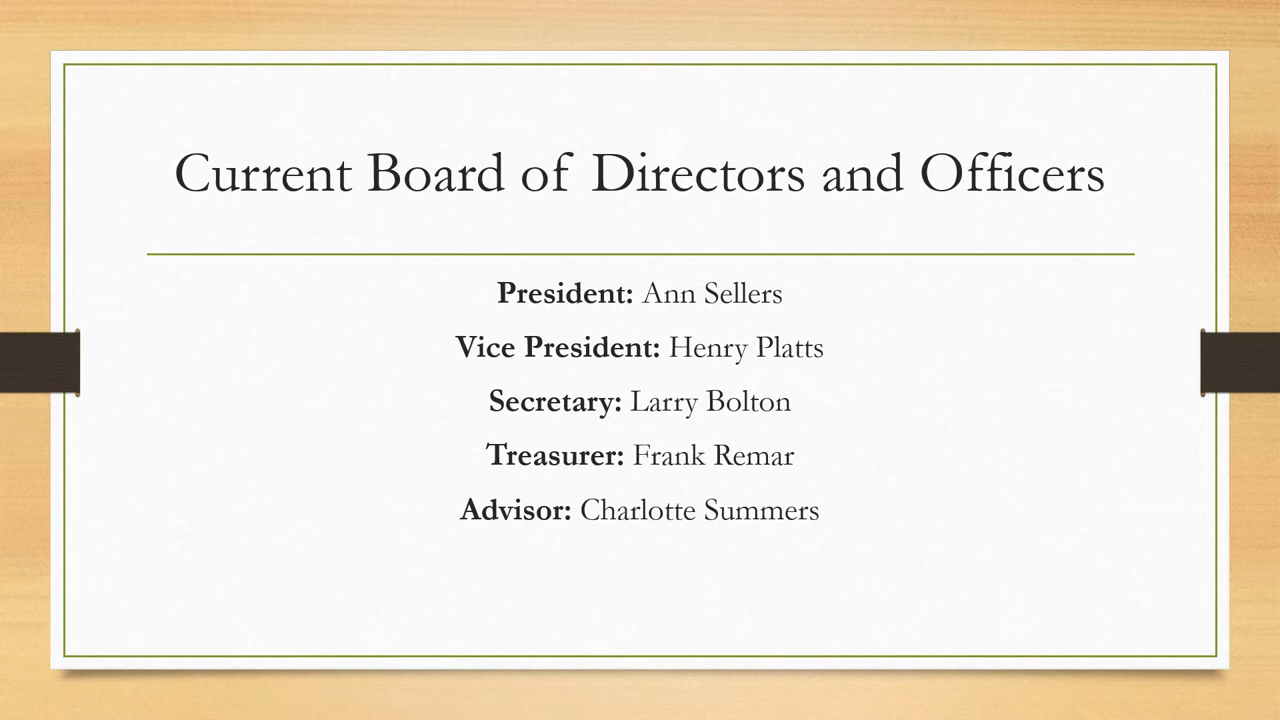 Current Board of Directors and Officers
President: Ann Sellers
Vice President: Henry Platts
Secretary: Larry Bolton
Treasurer: Frank Remar
Advisor: Charlotte Summers